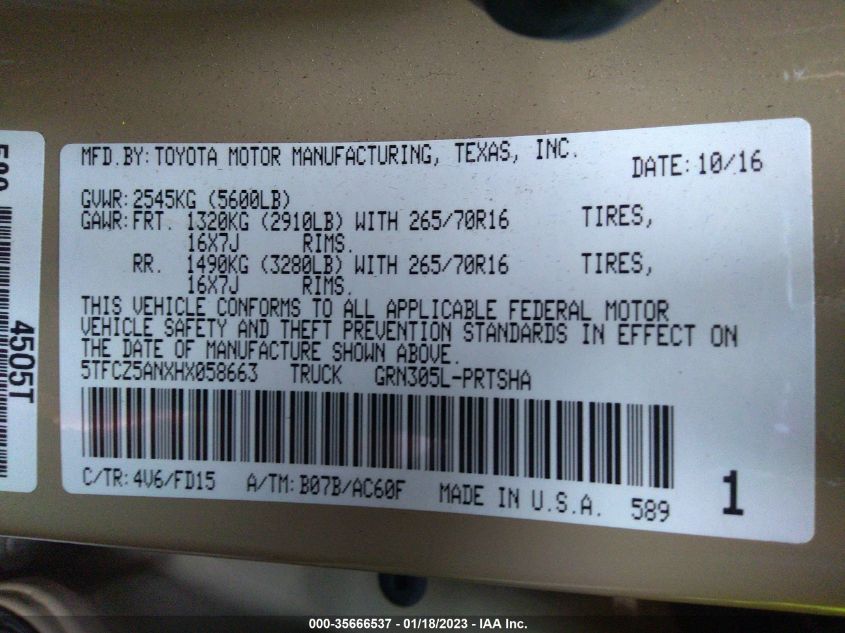 MFD.BY:TOYOTA MOTOR MANUFACTURING, TEXAS, INC. DATE:10/16
GVWR:2545KG (5600LB)
GAWR:FRT. 1320KG (2910LB) WITH 265/70R16 TIRES,
16X7J RIMS.
RR. 1490KG (3280LB) WITH 265/70R16 TIRES,
16X7J RIMS.
THIS VEHICLE CONFORMS TO ALL APPLICABLE FEDERAL MOTOR
VEHICLE SAFETY AND THEFT PREVENTION STANDARDS IN EFFECT ON
THE DATE OF MANUFACTURE SHOWN ABOVE.
5TFCZ5ANXHX058663 TRUCK GRN305L-PRTSHA
C/TR:4V6/FD15 A/TM:B07B/AC60F MADE IN U.S.A. 589 1
4505T
000-35666537 - 01/18/2023 - IAA Inc.